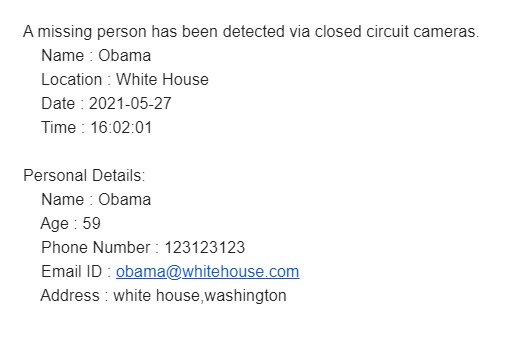 A missing person has been detected via closed circuit cameras.
Name : Obama
Location : White House
Date : 2021-05-27
Time : 16:02:01
Personal Details:
Name : Obama
Age : 59
Phone Number : 123123123
Email ID : obama@whitehouse.com
Address : white house,washington